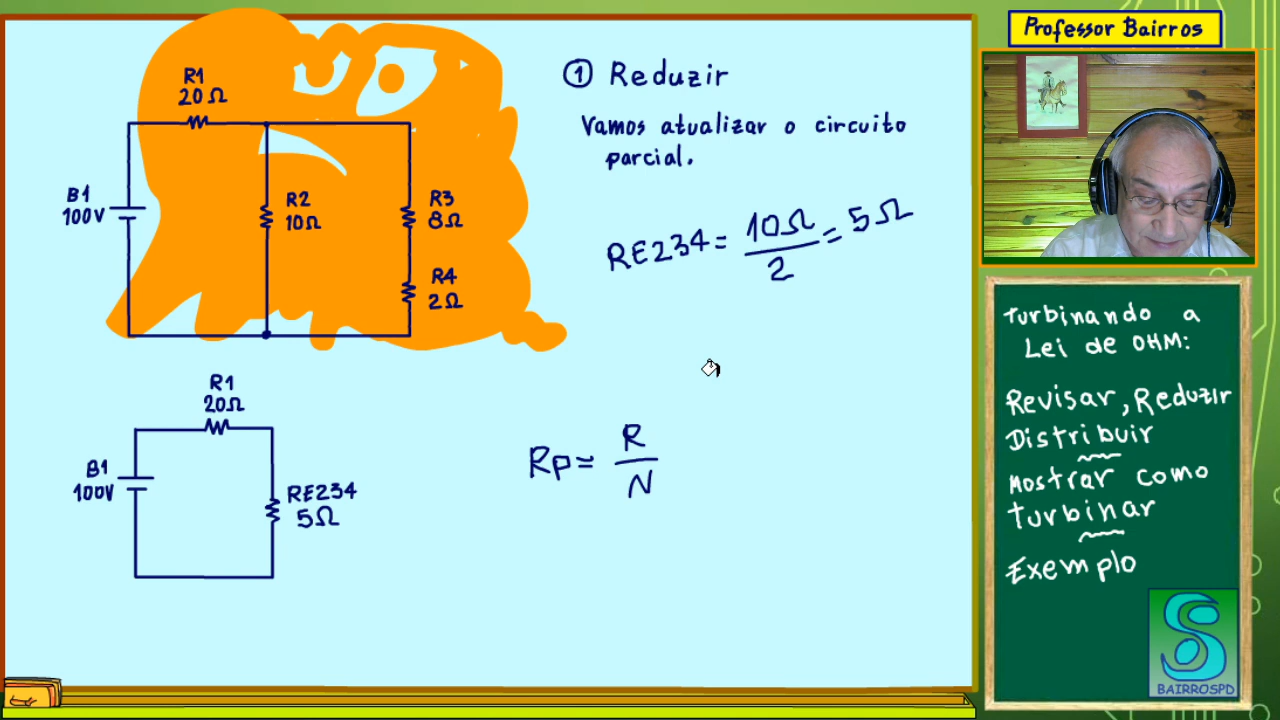 Professor Bairros
① Reduzir
Vamos atualizar o circuito
parcial.
R1
20Ω
B1
100V
R2
10Ω
R3
8Ω
R4
2Ω
RE234 = 10Ω / 2 = 5Ω
R1
20Ω
B1
100V
RE234
5Ω
Rp = R / N
Turbinando a
Lei de OHM:
Revisar, Reduzir
Distribuir
Mostrar como
Turbinar
Exemplo
BAIRROSPD